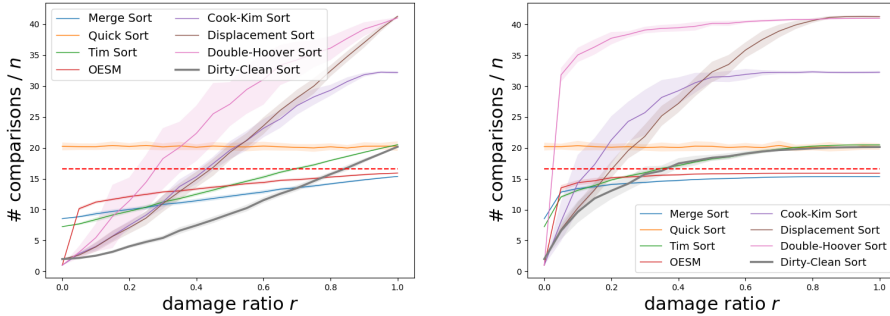 # comparisons / n
40
35
30
25
20
15
10
5
0
Merge Sort
Quick Sort
Tim Sort
OESM
Cook-Kim Sort
Displacement Sort
Double-Hoover Sort
Dirty-Clean Sort
0.0 0.2 0.4 0.6 0.8 1.0
damage ratio r
# comparisons / n
40
35
30
25
20
15
10
5
0
Merge Sort
Quick Sort
Tim Sort
OESM
Cook-Kim Sort
Displacement Sort
Double-Hoover Sort
Dirty-Clean Sort
0.0 0.2 0.4 0.6 0.8 1.0
damage ratio r